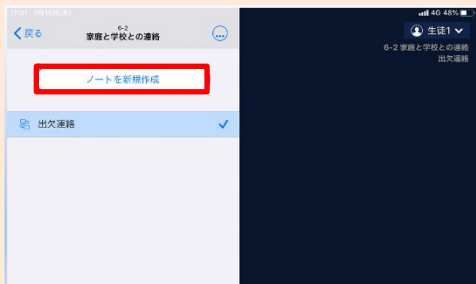 4G 48%
戻る
6-2
家庭と学校との連絡
生徒1
6-2 家庭と学校との連絡
出欠連絡
ノートを新規作成
出欠連絡